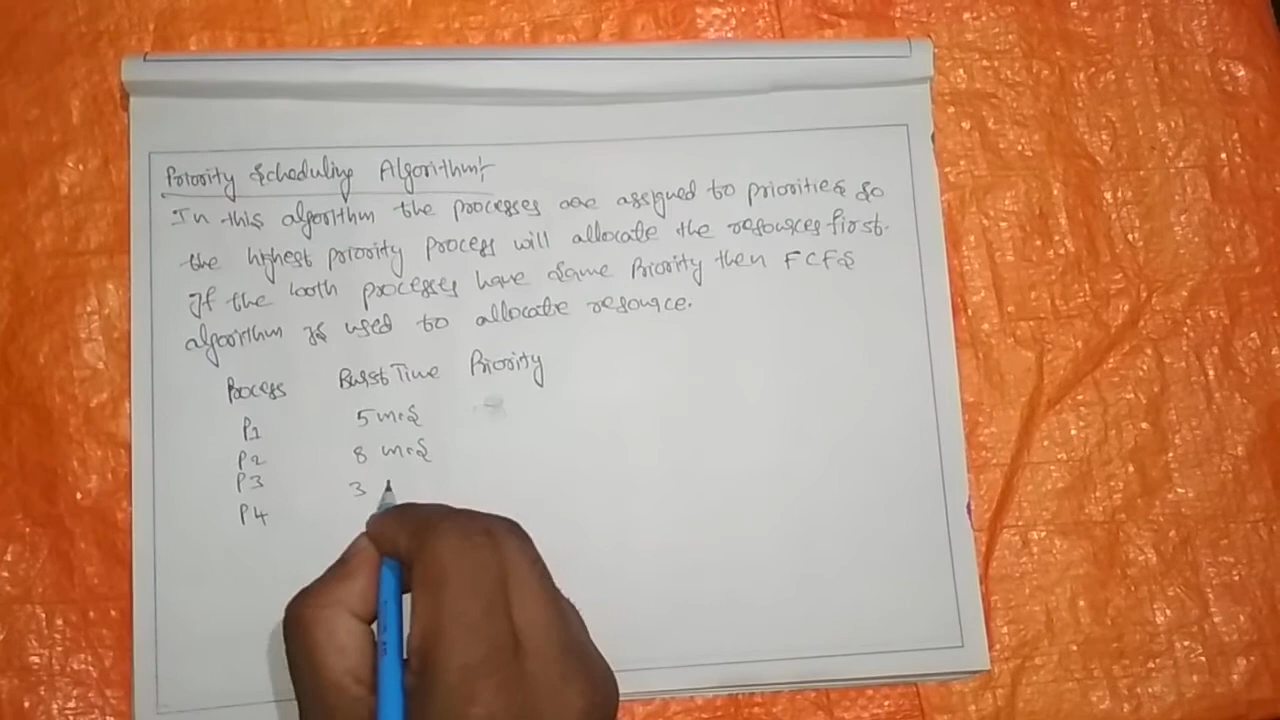 Priority Scheduling Algorithm:
In this algorithm the processes are assigned to priorities so
the highest priority process will allocate the resources first.
If the both processes have same Priority then FCFS
algorithm is used to allocate resource.
Process Burst Time Priority
P1 5 m.s
P2 8 m.s
P3 3
P4